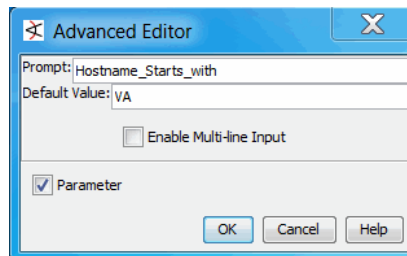 Advanced Editor
Prompt: Hostname_Starts_with
Default Value: VA
Enable Multi-line Input
Parameter
OK Cancel Help